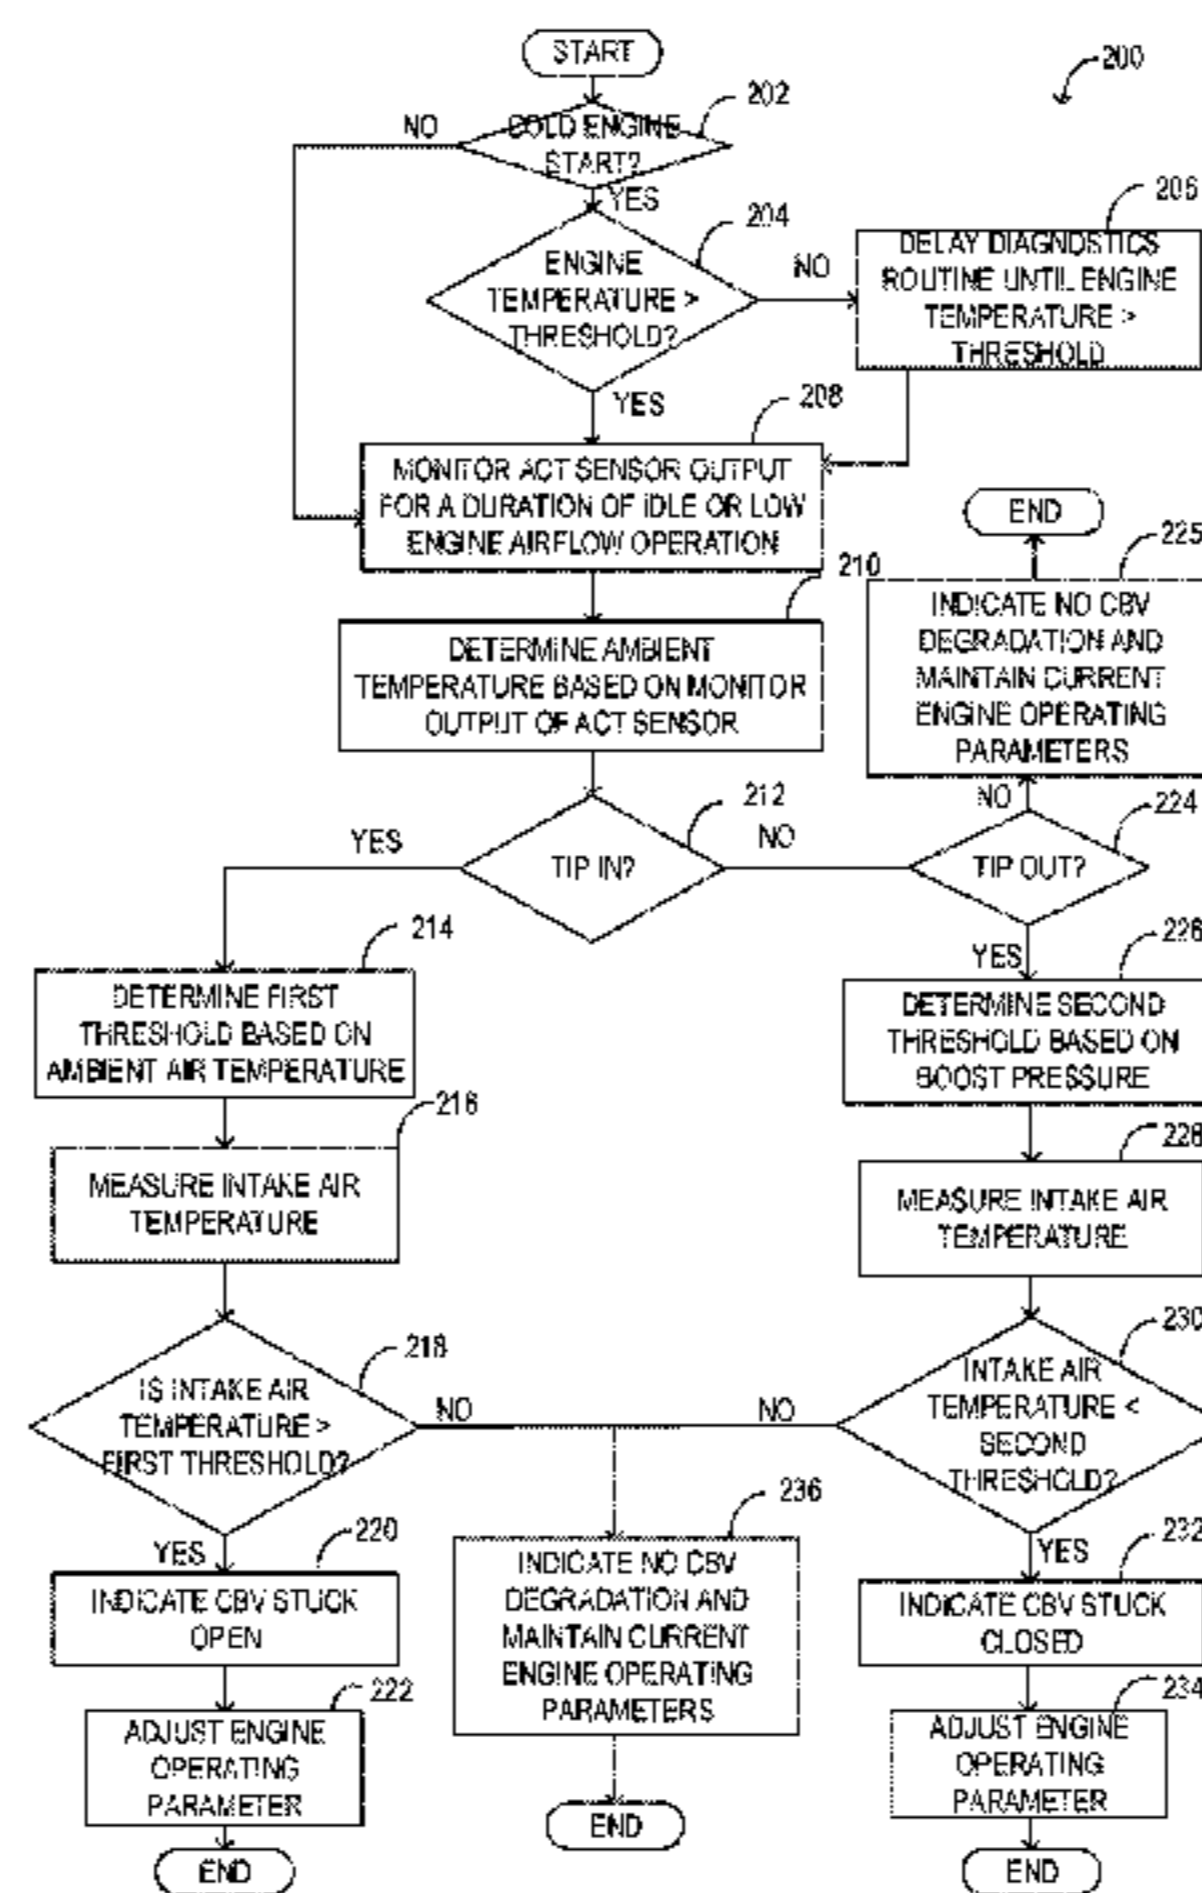 START
200
202
NO
COLD ENGINE
START?
YES
204
206
ENGINE
TEMPERATURE >
THRESHOLD?
NO
DELAY DIAGNOSTICS
ROUTINE UNTIL ENGINE
TEMPERATURE >
THRESHOLD
YES
208
MONITOR ACT SENSOR OUTPUT
FOR A DURATION OF IDLE OR LOW
ENGINE AIRFLOW OPERATION
END
225
210
INDICATE NO CBV
DEGRADATION AND
MAINTAIN CURRENT
ENGINE OPERATING
PARAMETERS
DETERMINE AMBIENT
TEMPERATURE BASED ON MONITOR
OUTPUT OF ACT SENSOR
212
NO
224
YES
NO
TIP IN?
TIP OUT?
214
226
YES
DETERMINE FIRST
THRESHOLD BASED ON
AMBIENT AIR TEMPERATURE
DETERMINE SECOND
THRESHOLD BASED ON
BOOST PRESSURE
216
228
MEASURE INTAKE AIR
TEMPERATURE
MEASURE INTAKE AIR
TEMPERATURE
218
230
IS INTAKE AIR
TEMPERATURE >
FIRST THRESHOLD?
NO
NO
INTAKE AIR
TEMPERATURE <
SECOND
THRESHOLD?
236
220
232
YES
YES
INDICATE CBV STUCK
OPEN
INDICATE NO CBV
DEGRADATION AND
MAINTAIN CURRENT
ENGINE OPERATING
PARAMETERS
INDICATE CBV STUCK
CLOSED
222
234
ADJUST ENGINE
OPERATING
PARAMETER
ADJUST ENGINE
OPERATING
PARAMETER
END
END
END